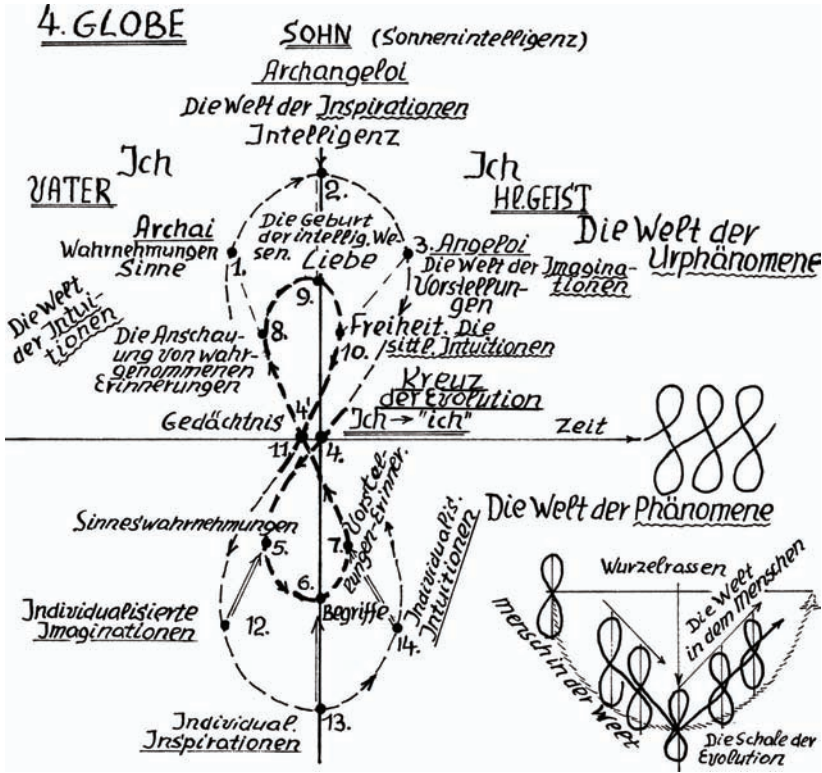 4. GLOBE
SOHN (Sonnenintelligenz)
Archangeloi
Die Welt der Inspirationen
Intelligenz
Ich
VATER
Ich
Hl. GEIST
2.
Archai
Wahrnehmungen
Sinne
1.
Die Geburt
der intellig. We-
sen.
Liebe
3. Angeloi
Die Welt der Imagina-
tionen
Vorstellun-
gen
Die Welt der
Urphänomene
Die Welt
der Intui-
tionen
9.
8.
Die Anschau-
ung von wahr-
genommenen
Erinnerungen
10.
Freiheit. Die
sittl. Intuitionen
Kreuz
der Evolution
Ich → "ich"
Gedächtnis
4'
11.
4.
Zeit
Die Welt der Phänomene
Sinneswahrnehmungen
5.
6.
7.
Vorstel-
lungen-Erinner.
Begriffe
Individualisierte
Imaginationen
12.
14.
Individualis.
Intuitionen
13.
Individual.
Inspirationen
Wurzelrassen
Mensch in der Welt
Die Welt
in dem Menschen
Die Schale der
Evolution